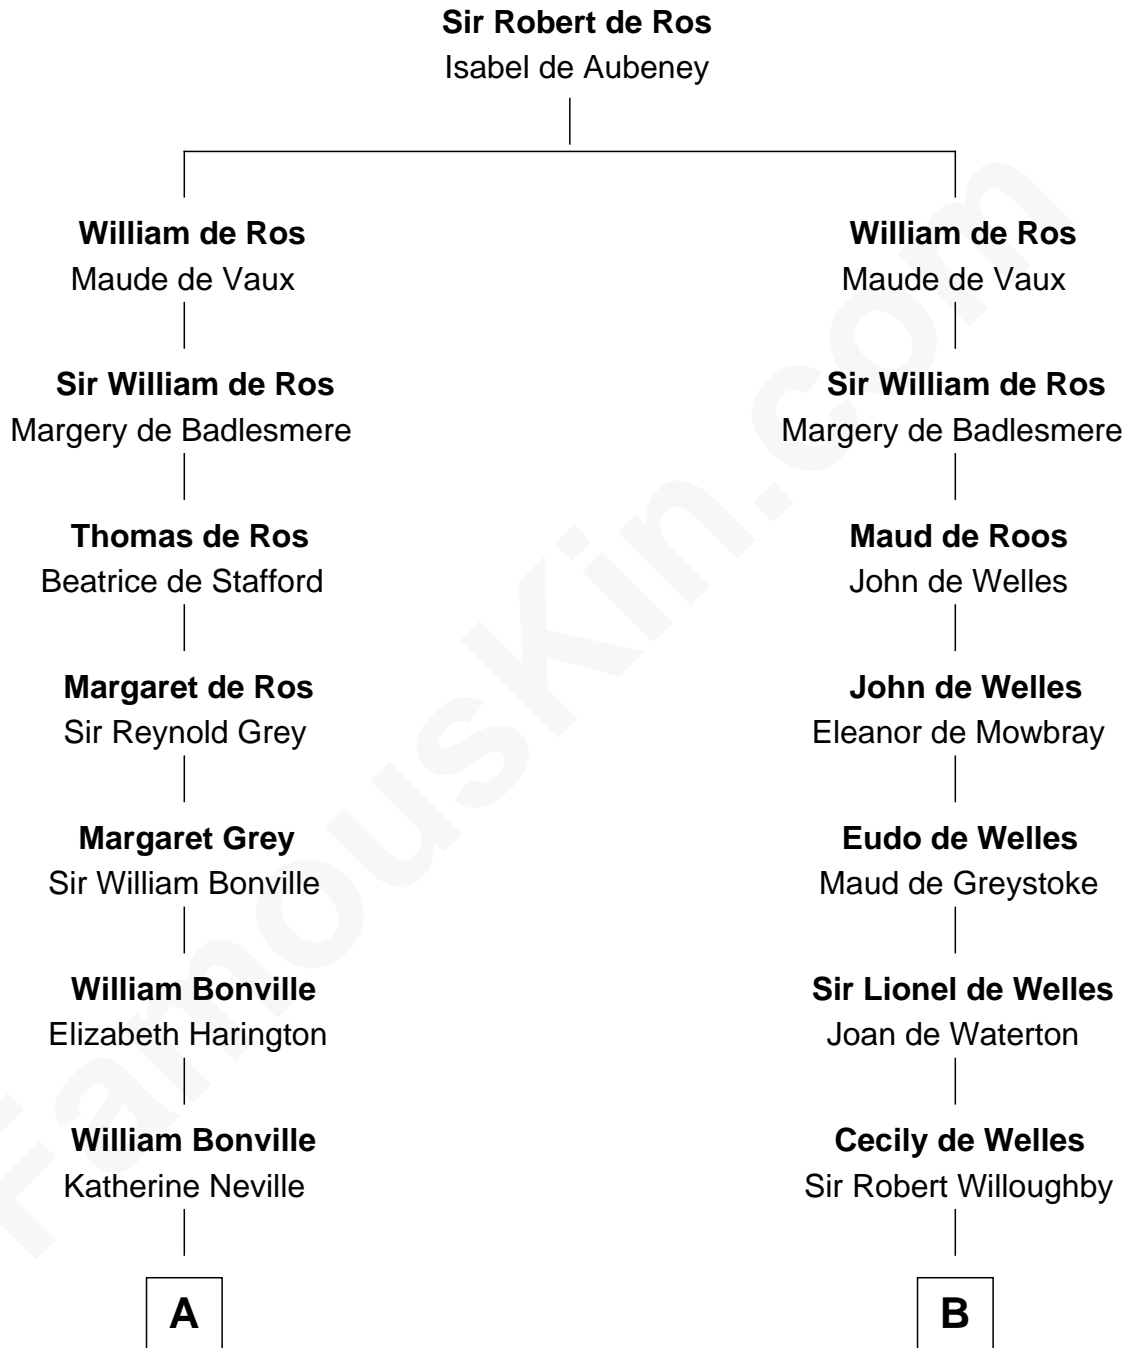 Sir Robert de Ros
Isabel de Aubeney
William de Ros
Maude de Vaux
Sir William de Ros
Margery de Badlesmere
Thomas de Ros
Beatrice de Stafford
Margaret de Ros
Sir Reynold Grey
Margaret Grey
Sir William Bonville
William Bonville
Elizabeth Harington
William Bonville
Katherine Neville
A
William de Ros
Maude de Vaux
Sir William de Ros
Margery de Badlesmere
Maud de Roos
John de Welles
John de Welles
Eleanor de Mowbray
Eudo de Welles
Maud de Greystoke
Sir Lionel de Welles
Joan de Waterton
Cecily de Welles
Sir Robert Willoughby
B
FamousKin.com